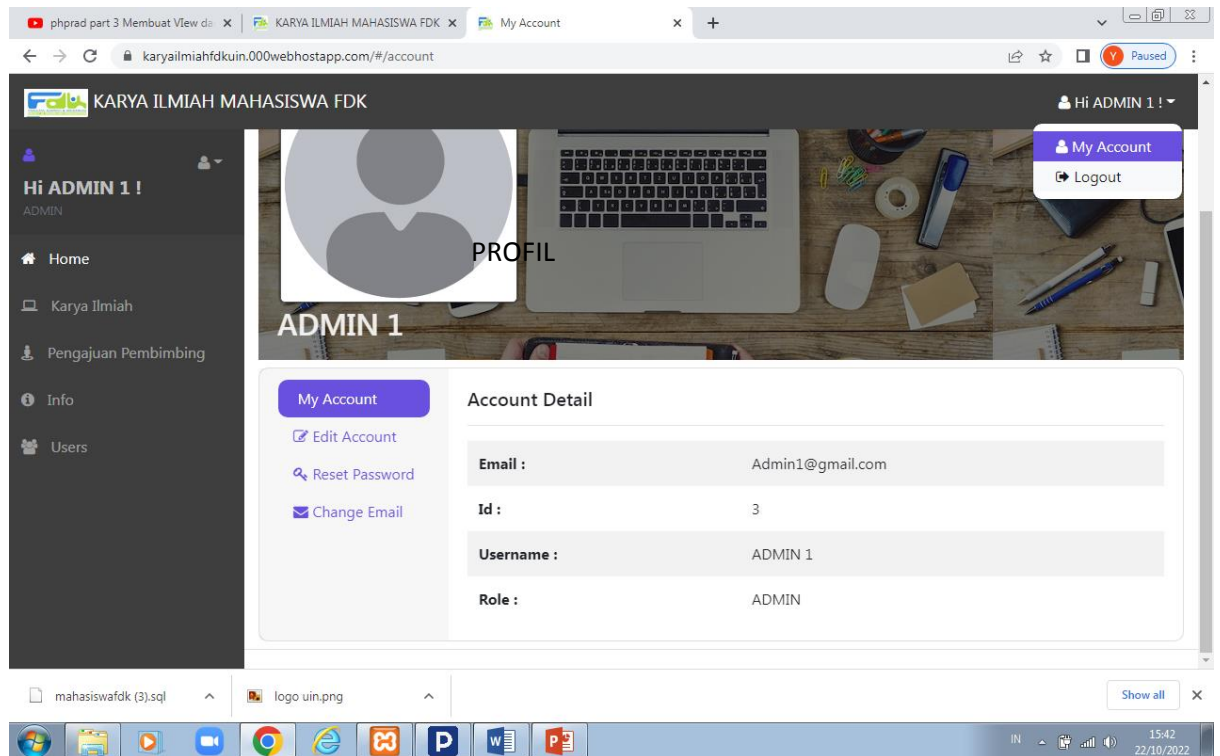 phprad part 3 Membuat VIew da
KARYA ILMIAH MAHASISWA FDK
My Account
karyailmiahfdkuin.000webhostapp.com/#/account
Y
Paused
KARYA ILMIAH MAHASISWA FDK
Hi ADMIN 1 !
My Account
Logout
Hi ADMIN 1 !
ADMIN
Home
Karya Ilmiah
Pengajuan Pembimbing
Info
Users
PROFIL
ADMIN 1
My Account
Edit Account
Reset Password
Change Email
Account Detail
Email : Admin1@gmail.com
Id : 3
Username : ADMIN 1
Role : ADMIN
mahasiswafdk (3).sql
logo uin.png
Show all
IN
15:42
22/10/2022